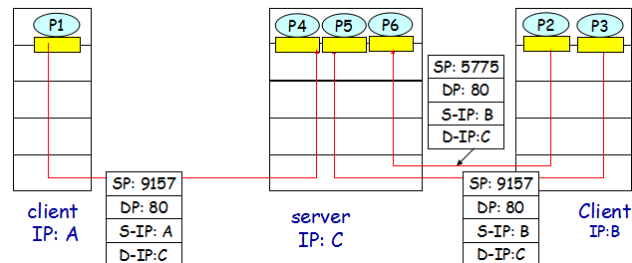 P1
P4 P5 P6
P2 P3
SP: 5775
DP: 80
S-IP: B
D-IP:C
SP: 9157
DP: 80
S-IP: A
D-IP:C
SP: 9157
DP: 80
S-IP: B
D-IP:C
client
IP: A
server
IP: C
Client
IP:B